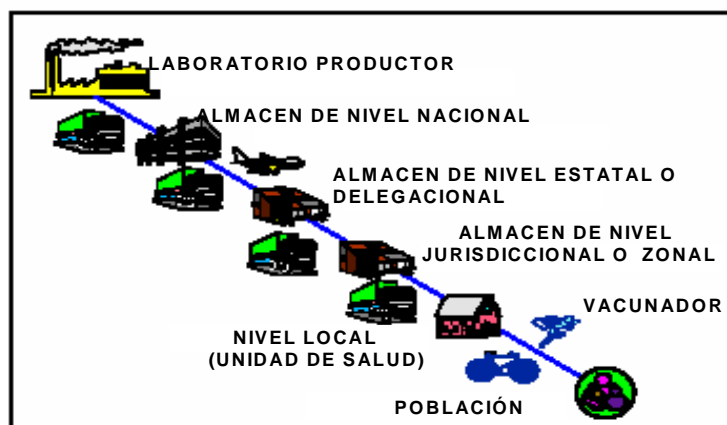 LABORATORIO PRODUCTOR
ALMACEN DE NIVEL NACIONAL
ALMACEN DE NIVEL ESTATAL O
DELEGACIONAL
ALMACEN DE NIVEL
JURISDICCIONAL O ZONAL
VACUNADOR
NIVEL LOCAL
(UNIDAD DE SALUD)
POBLACIÓN